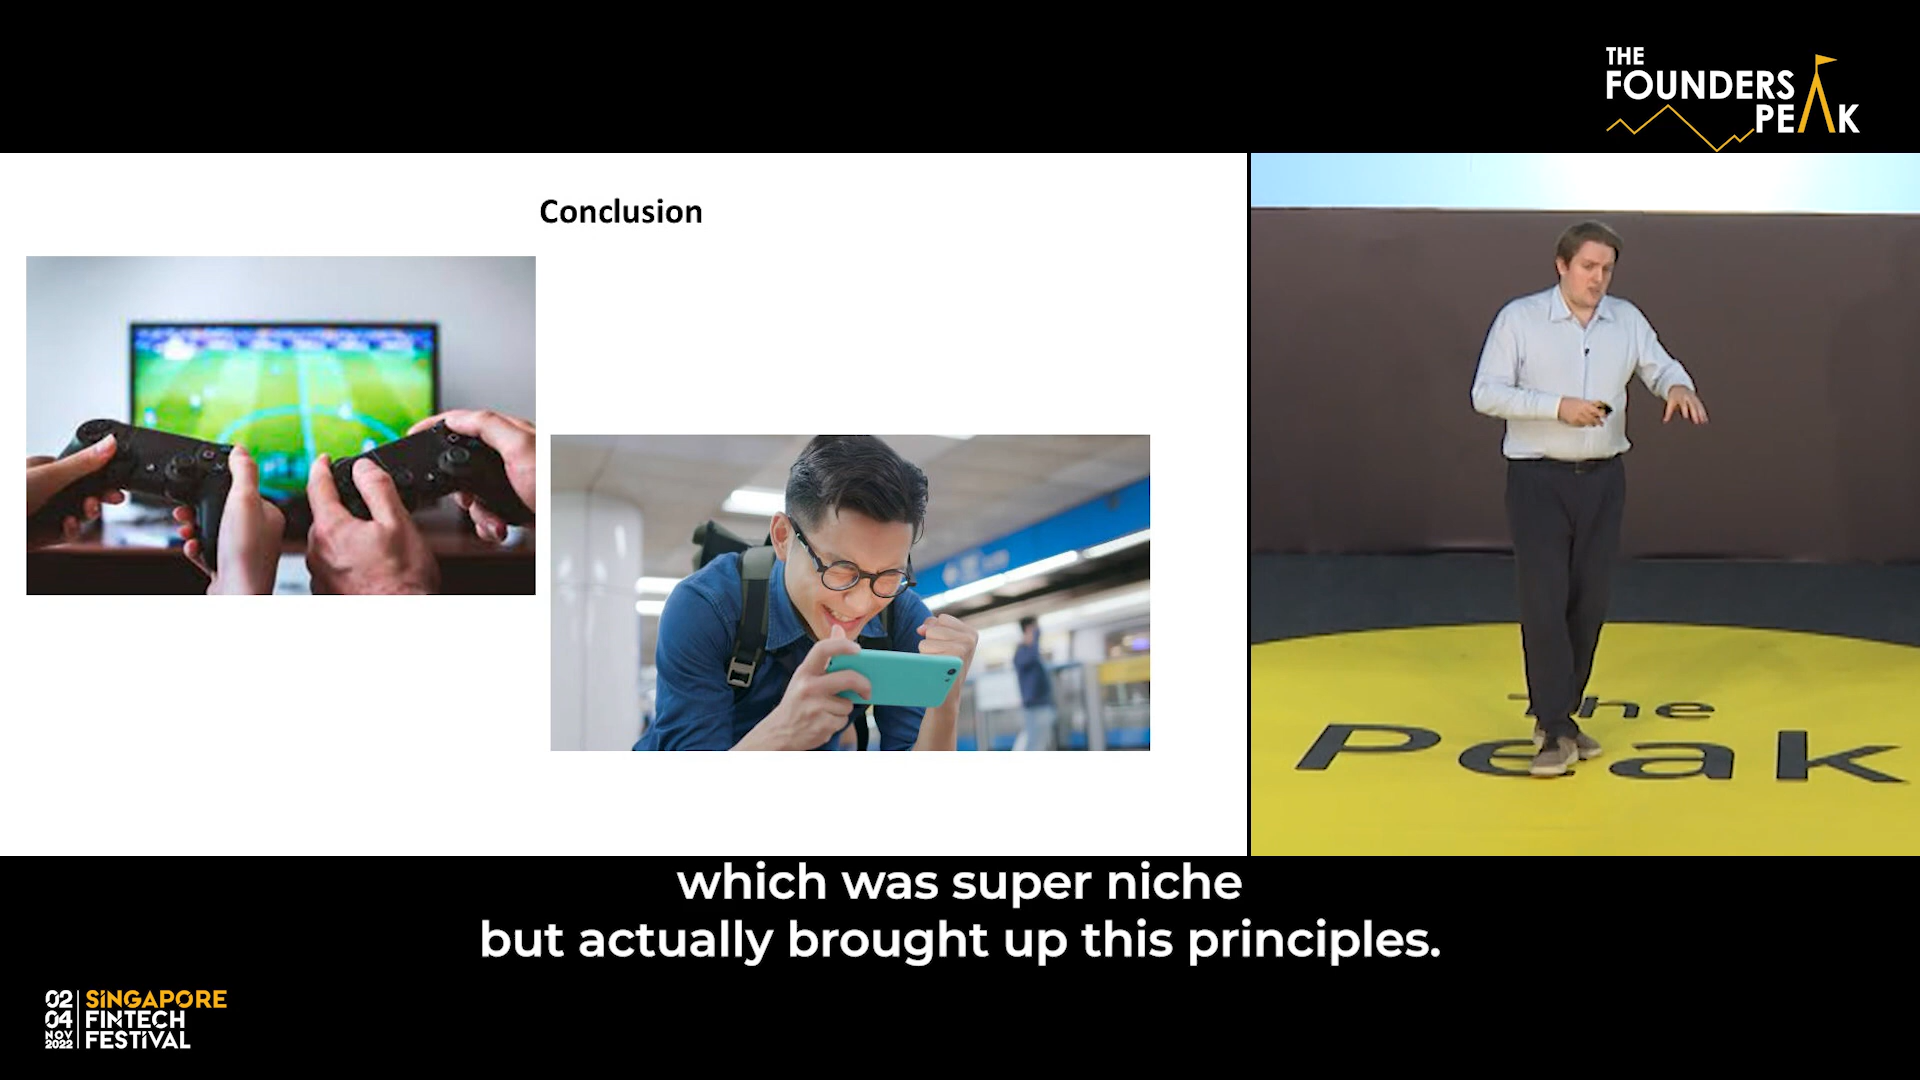 THE
FOUNDERS
PEAK
Conclusion
The
Peak
which was super niche
but actually brought up this principles.
02
04
NOV
2022
SINGAPORE
FINTECH
FESTIVAL